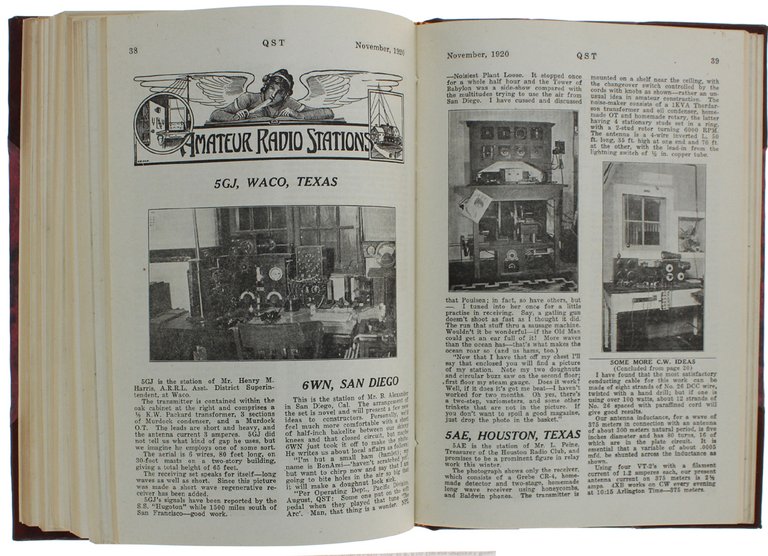 38
QST
November, 1920
AMATEUR RADIO STATIONS
5GJ, WACO, TEXAS
5GJ is the station of Mr. Henry M.
Harris, A.R.R.L. Asst. District Superin-
tendent, at Waco.
The transmitter is contained within the
oak cabinet at the right and comprises a
½ K.W. Packard transformer, 3 sections
of Murdock condenser, and a Murdock
O.T. The leads are short and heavy, and
the antenna current 3 amperes. 5GJ did
not tell us what kind of gap he uses, but
we imagine he employs one of some sort.
The aerial is 6 wires, 80 feet long, on
30-foot masts on a two-story building,
giving a total height of 65 feet.
The receiving set speaks for itself—long
waves as well as short. Since this picture
was made a short wave regenerative re-
ceiver has been added.
5GJ's signals have been reported by the
S.S. "Hugoton" while 1500 miles south of
San Francisco—good work.
6WN, SAN DIEGO
This is the station of Mr. B. Alexander
in San Diego, Cal. The arrangement of
the set is novel and will present a few new
ideas to constructors. Personally, we'd
feel much more comfortable with a slab
of half-inch bakelite between our
knees and that closed circuit, but maybe
6WN just took it off to make the photo.
He writes us about local affairs as follows:
"I'm but a small ham (hambo); my
name is BonAmi—haven't scratched yet,
but want to chirp now and say that I am
going to bite holes in the air so big that
it will make a doughnut look sick.
"Per Operating Dep., Pacific Division,
August, QST: Some one put on the soft
pedal when they played that tune "The
Arc'. Man, that thing is a wonder. NPL
November, 1920
QST
39
—Noisiest Plant Loose. It stopped once
for a whole half hour and the Tower of
Babylon was a side-show compared with
the multitudes trying to use the air from
San Diego. I have cussed and discussed
that Poulsen; in fact, so have others, but
— I tuned into her once for a little
practise in receiving. Say, a gatling gun
doesn't shoot as fast as I thought it did.
The run that stuff thru a sausage machine.
Wouldn't it be wonderful—if the Old Man
could get an ear full of it! More waves
than the ocean has—that's what makes the
ocean roar so (and us hams, too.)
"Now that I have that off my chest I'll
say that enclosed you will find a picture
of my station. Note my two doughnuts
and circular buzz saw on the second floor;
first floor my steam gauge. Does it work?
Well, if it does it's got me beat—I haven't
worked for two months. Oh yes, there's
a two-step, variometers, and some other
trinkets that are not in the picture. If
you don't want to spoil a good magazine,
just drop the photo in the basket."
5AE, HOUSTON, TEXAS
5AE is the station of Mr. L. Feine,
Treasurer of the Houston Radio Club, and
promises to be a prominent figure in relay
work this winter.
The photograph shows only the receiver,
which consists of a Grebe CR-4, home-
made detector and two-stage, homemade
long wave receiver using honeycombs,
and Baldwin phones. The transmitter is
mounted on a shelf near the ceiling, with
the changeover switch controlled by the
cords with knobs as shown—rather an un-
usual idea in amateur construction. The
noise-maker consists of a 1KVA Thordar-
son transformer and oil condenser, home-
made OT and homemade rotary, the latter
having 4 stationary studs set in a ring,
with a 2-stud rotor turning 6000 RPM.
The antenna is a 4-wire inverted L, 50
ft. long, 55 ft. high at one end and 76 ft.
at the other, with the lead-in from the
lightning switch of ½ in. copper tube.
SOME MORE C.W. IDEAS
(Concluded from page 20)
I have found that the most satisfactory
conducting cable for this work can be
made of eight strands of No. 26 DCC wire,
twisted with a hand drill; but if one is
using over 100 watts, about 12 strands of
No. 26 spaced with paraffined cord will
give good results.
The antenna inductance, for a wave of
375 meters in connection with an antenna
of about 300 meters natural period, is five
inches diameter and has 80 turns, 16 of
which are in the plate circuit. It is
essential that a variable of about .0005
mfd. be shunted across the inductance as
shown.
Using four VT-2's with a filament
current of 1.2 amperes each, our present
antenna current on 375 meters is 2½
amps. 4XB works on CW every evening
at 10:15 Arlington Time—375 meters.